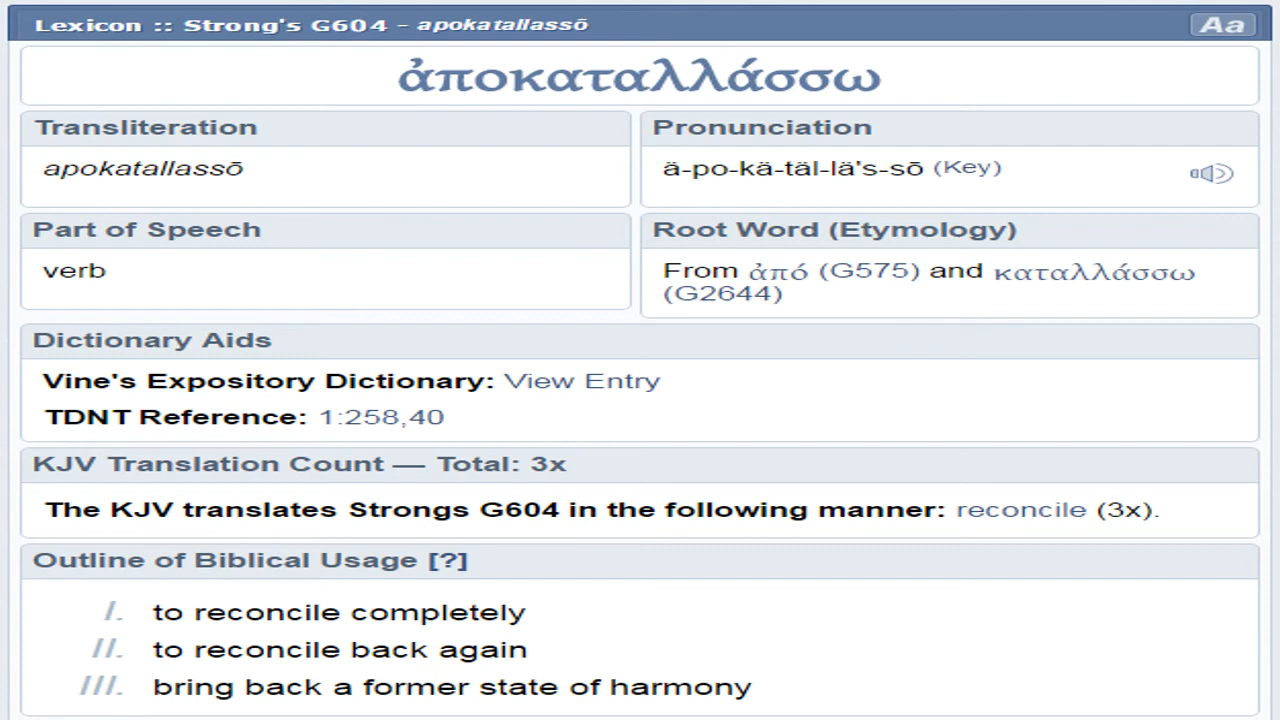 Lexicon :: Strong's G604 - apokatallassō
Aa
ἀποκαταλλάσσω
Transliteration
apokatallassō
Pronunciation
ä-po-kä-täl-lä's-sō (Key)
Part of Speech
verb
Root Word (Etymology)
From ἀπό (G575) and καταλλάσσω
(G2644)
Dictionary Aids
Vine's Expository Dictionary: View Entry
TDNT Reference: 1:258,40
KJV Translation Count — Total: 3x
The KJV translates Strongs G604 in the following manner: reconcile (3x).
Outline of Biblical Usage [?]
I. to reconcile completely
II. to reconcile back again
III. bring back a former state of harmony